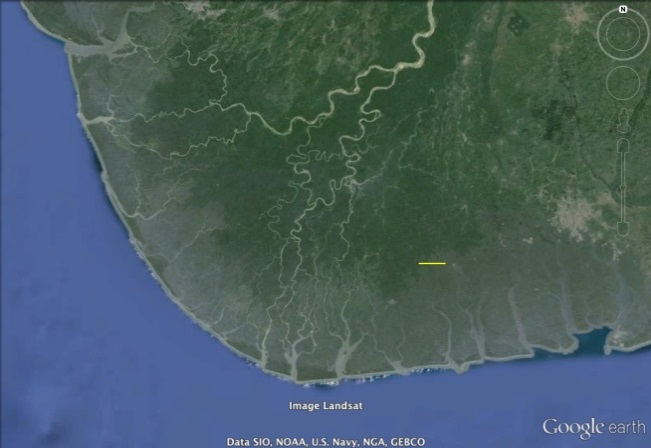 N
Image Landsat
Google earth
Data SIO, NOAA, U.S. Navy, NGA, GEBCO